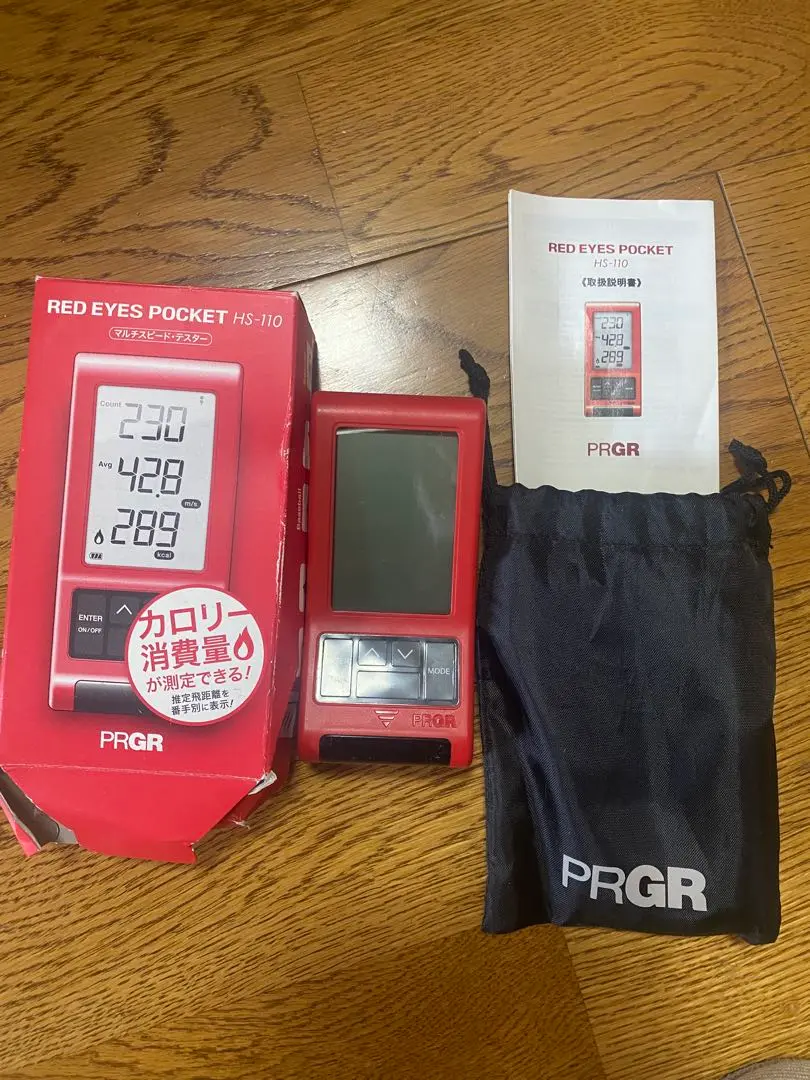 RED EYES POCKET HS-110
マルチスピード・テスター
Count 230
Avg 42.8
m/s
289
kcal
ENTER
ON/OFF
カロリー
消費量
が測定できる!
推定飛距離を
番手別に表示!
PRGR
Baseball
MODE
PRGR
RED EYES POCKET
HS-110
《取扱説明書》
230
42.8
289
PRGR
PRGR